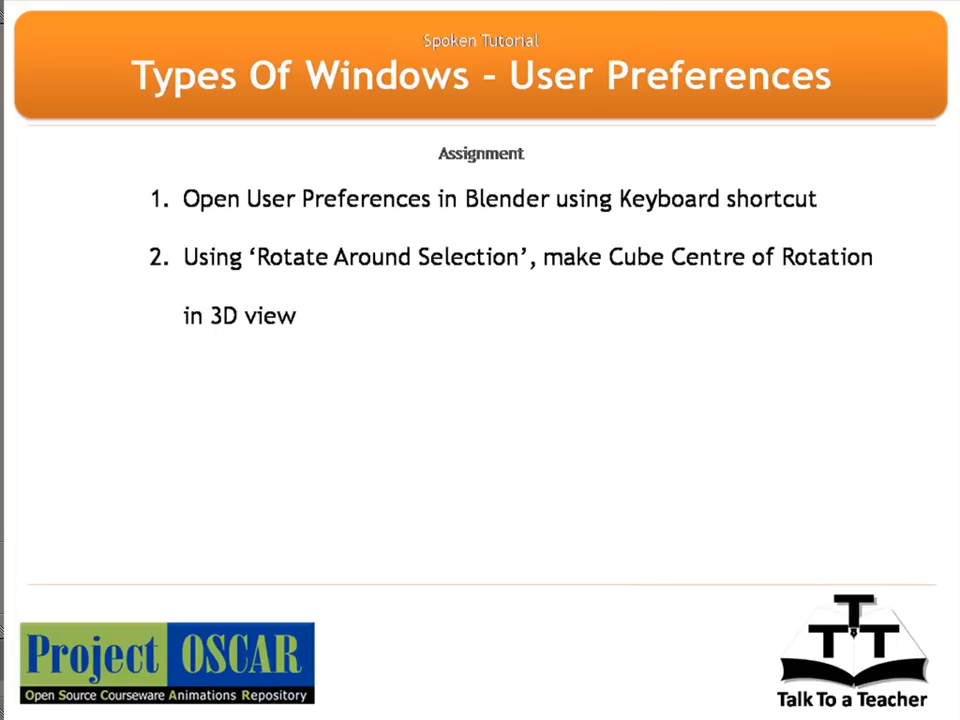 Spoken Tutorial
Types Of Windows – User Preferences
Assignment
1. Open User Preferences in Blender using Keyboard shortcut
2. Using ‘Rotate Around Selection’, make Cube Centre of Rotation
in 3D view
Project OSCAR
Open Source Courseware Animations Repository
T
T T
Talk To a Teacher